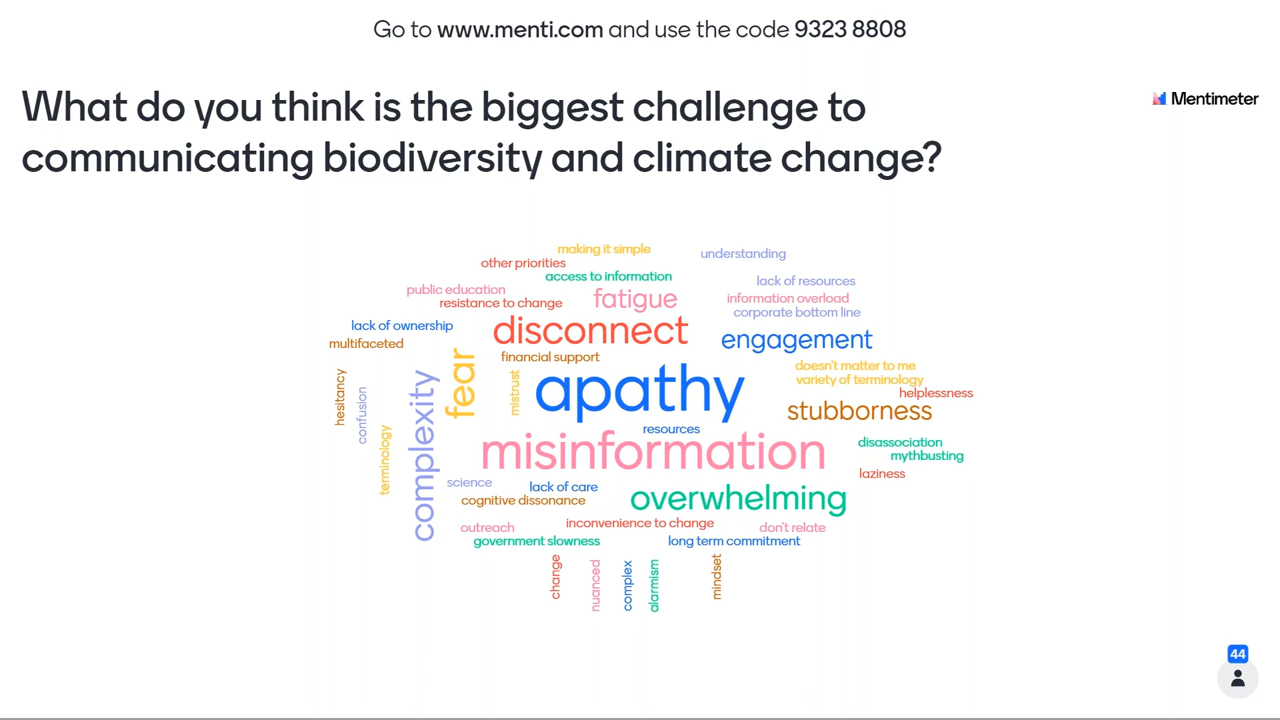 Go to www.menti.com and use the code 9323 8808
What do you think is the biggest challenge to
communicating biodiversity and climate change?
Mentimeter
making it simple
understanding
other priorities
access to information
lack of resources
public education
fatigue
information overload
resistance to change
corporate bottom line
lack of ownership
disconnect
engagement
multifaceted
financial support
doesn't matter to me
variety of terminology
hesitancy
confusion
terminology
complexity
fear
mistrust
apathy
helplessness
stubborness
resources
disassociation
misinformation
mythbusting
laziness
science
lack of care
cognitive dissonance
overwhelming
outreach
inconvenience to change
don't relate
government slowness
long term commitment
change
nuanced
complex
alarmism
mindset
44